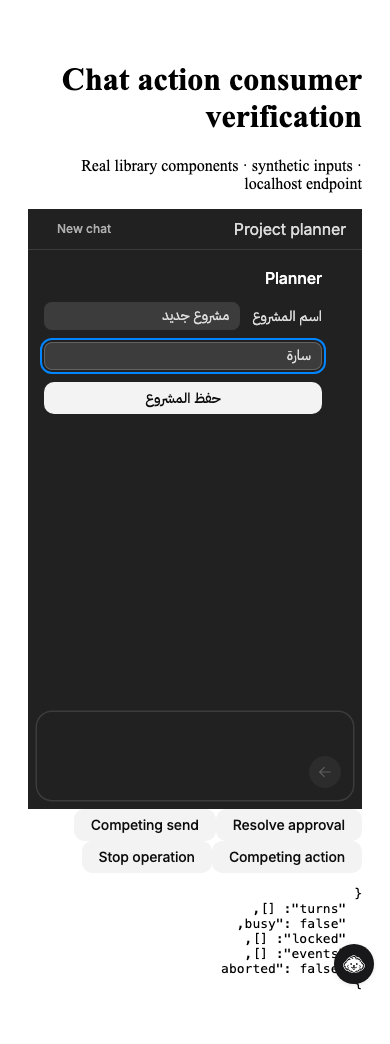 Chat action consumer
verification
Real library components · synthetic inputs ·
localhost endpoint
Project planner
New chat
Planner
اسم المشروع
مشروع جديد
سارة
حفظ المشروع
Resolve approval
Competing send
Competing action
Stop operation
{
"turns": [],
"busy": false,
"locked": [],
"events": [],
aborted": false
}